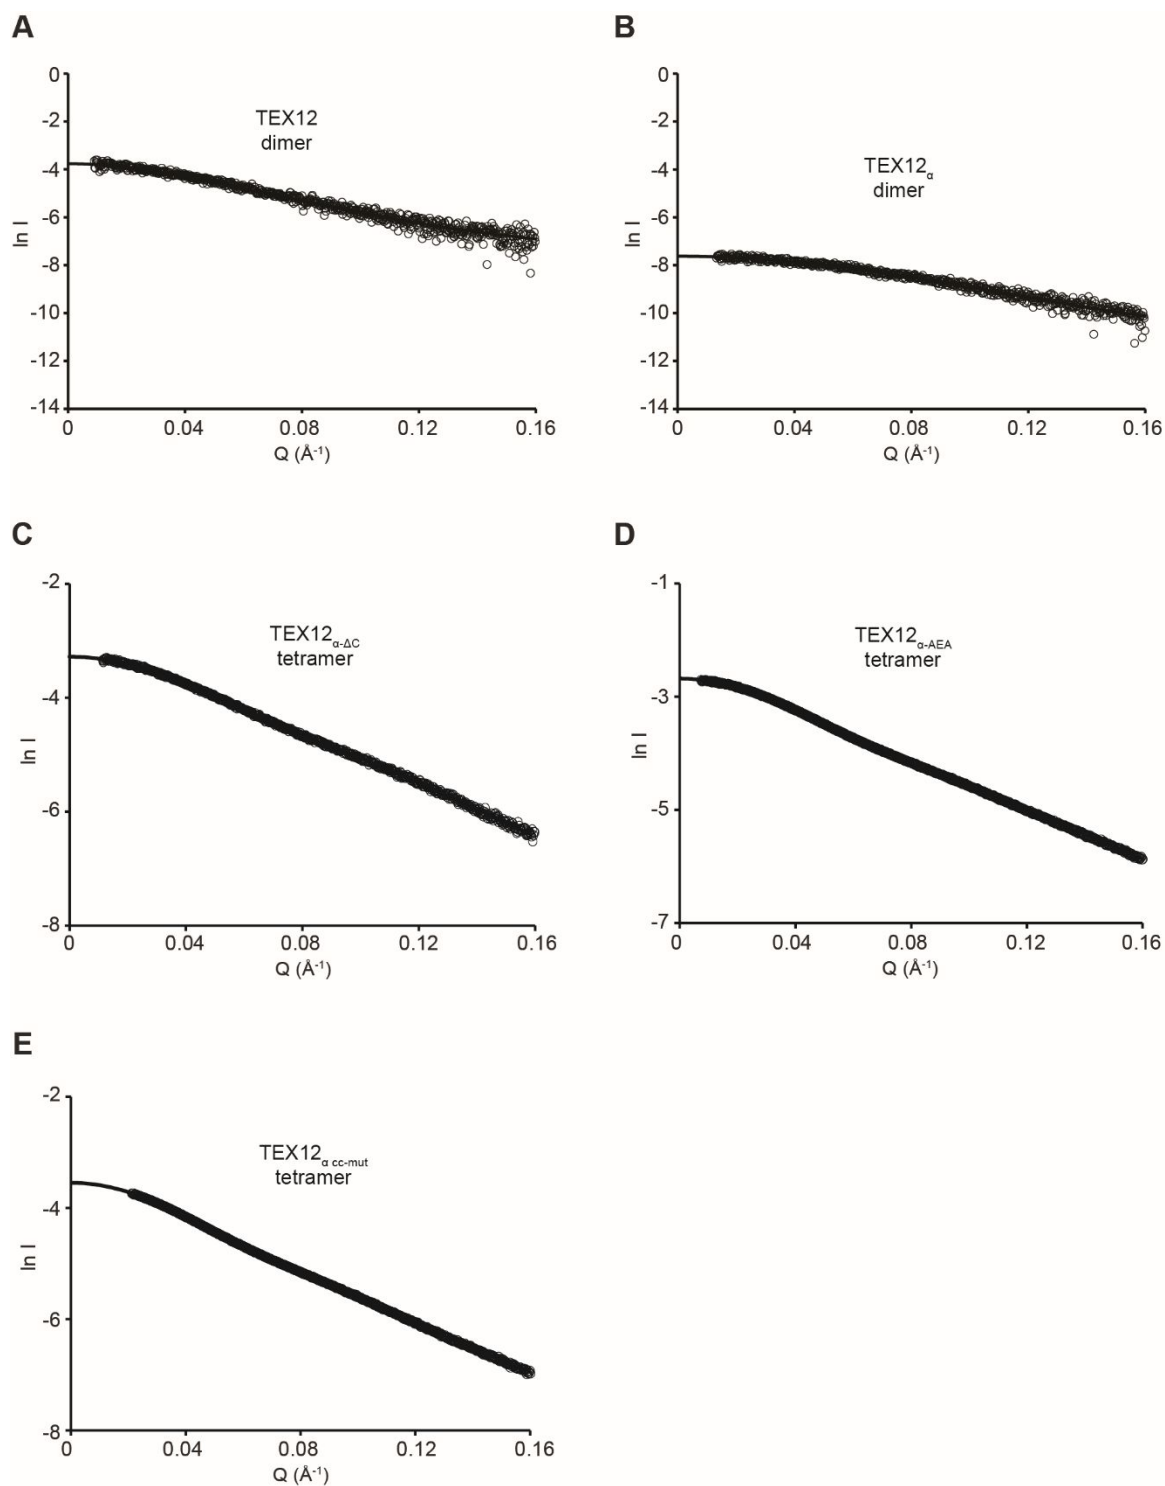 A
0
-2
-4
-6
-8
-10
-12
-14
ln I
TEX12
dimer
0 0.04 0.08 0.12 0.16
Q (Å⁻¹)
B
0
-2
-4
-6
-8
-10
-12
-14
ln I
TEX12α
dimer
0 0.04 0.08 0.12 0.16
Q (Å⁻¹)
C
-2
-4
-6
-8
ln I
TEX12α-ΔC
tetramer
0 0.04 0.08 0.12 0.16
Q (Å⁻¹)
D
-1
-3
-5
-7
ln I
TEX12α-AEA
tetramer
0 0.04 0.08 0.12 0.16
Q (Å⁻¹)
E
-2
-4
-6
-8
ln I
TEX12α cc-mut
tetramer
0 0.04 0.08 0.12 0.16
Q (Å⁻¹)